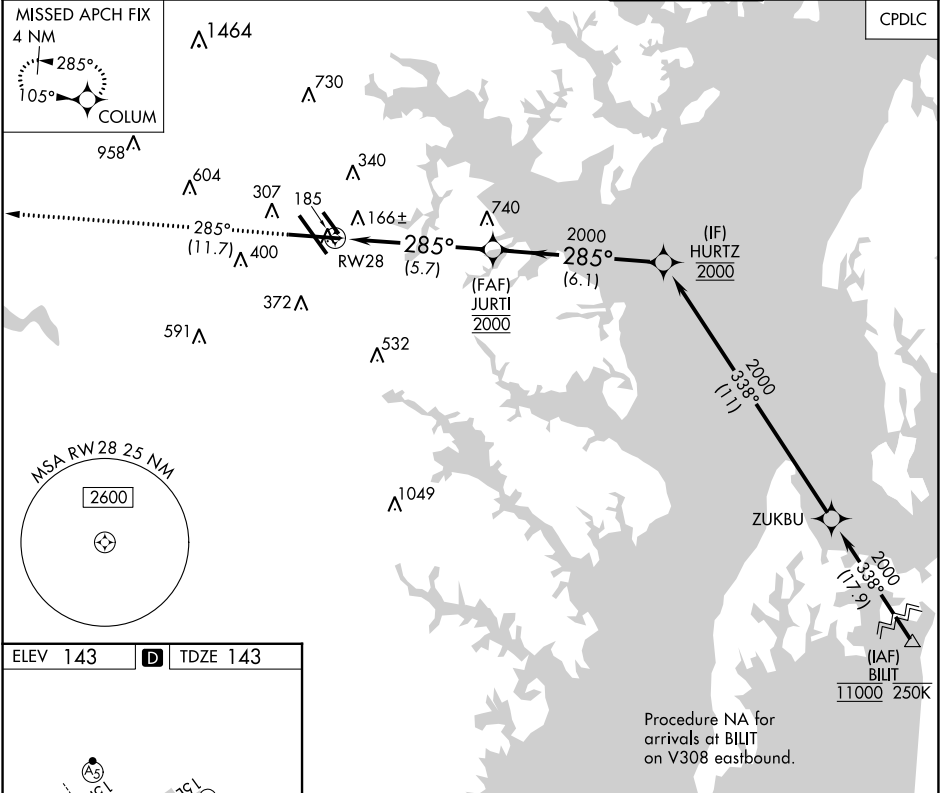 MISSED APCH FIX
4 NM
285°
105°
COLUM
CPDLC
1464
730
958
340
604
307
185
166±
740
285°
(11.7)
400
RW28
285°
(5.7)
2000
285°
(6.1)
(IF)
HURTZ
2000
(FAF)
JURTI
2000
372
591
532
2000
338°
(11)
MSA RW28 25 NM
2600
1049
ZUKBU
2000
338°
(17.9)
(IAF)
BILIT
11000 250K
ELEV 143 D TDZE 143
Procedure NA for
arrivals at BILIT
on V308 eastbound.
A5